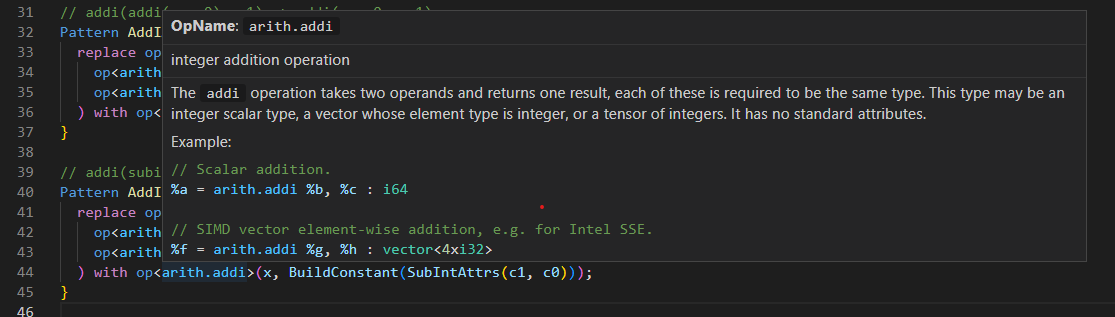 31 // addi(addi
32 Pattern AddI
33 replace op
34 op<arith
35 op<arith
36 ) with op<
37 }
38
39 // addi(subi
40 Pattern AddI
41 replace op
42 op<arith
43 op<arith
44 ) with op<arith.addi>(x, BuildConstant(SubIntAttrs(c1, c0)));
45 }
46
OpName: arith.addi
integer addition operation
The addi operation takes two operands and returns one result, each of these is required to be the same type. This type may be an
integer scalar type, a vector whose element type is integer, or a tensor of integers. It has no standard attributes.
Example:
// Scalar addition.
%a = arith.addi %b, %c : i64
// SIMD vector element-wise addition, e.g. for Intel SSE.
%f = arith.addi %g, %h : vector<4xi32>